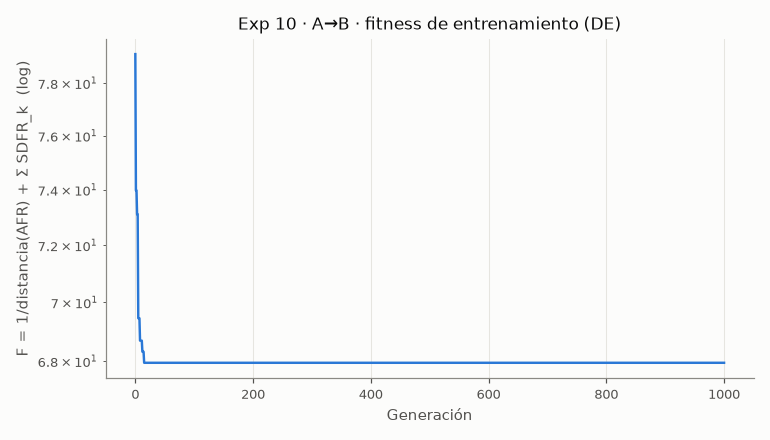 Exp 10 · A→B · fitness de entrenamiento (DE)
F = 1/distancia(AFR) + Σ SDFR_k (log)
7.8 × 10¹
7.6 × 10¹
7.4 × 10¹
7.2 × 10¹
7 × 10¹
6.8 × 10¹
0 200 400 600 800 1000
Generación